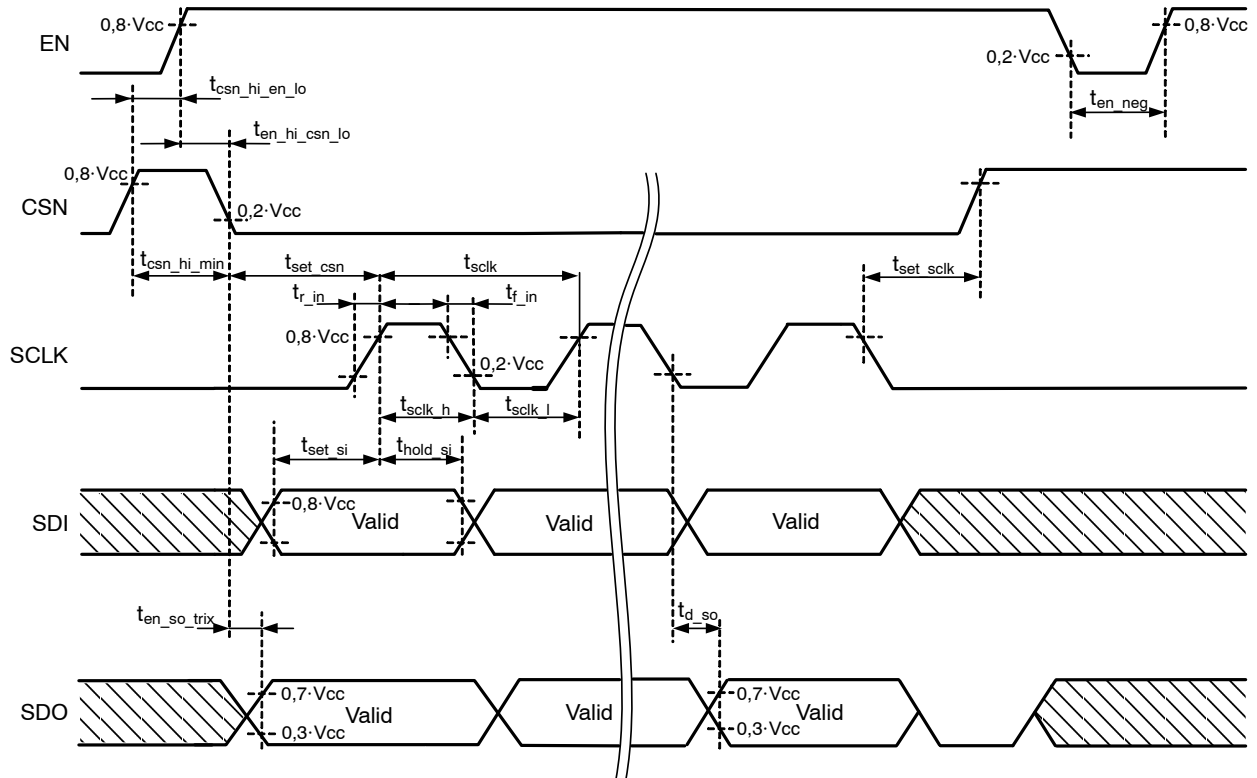 EN
0,8·Vcc
0,2·Vcc
0,8·Vcc
t_csn_hi_en_lo
t_en_neg
t_en_hi_csn_lo
CSN
0,8·Vcc
0,2·Vcc
t_csn_hi_min
t_set_csn
t_sclk
t_set_sclk
t_r_in
t_f_in
SCLK
0,8·Vcc
0,2·Vcc
t_sclk_h
t_sclk_l
t_set_si
t_hold_si
SDI
0,8·Vcc
Valid
Valid
Valid
t_en_so_trix
t_d_so
SDO
0,7·Vcc
0,3·Vcc
Valid
Valid
0,7·Vcc
0,3·Vcc
Valid